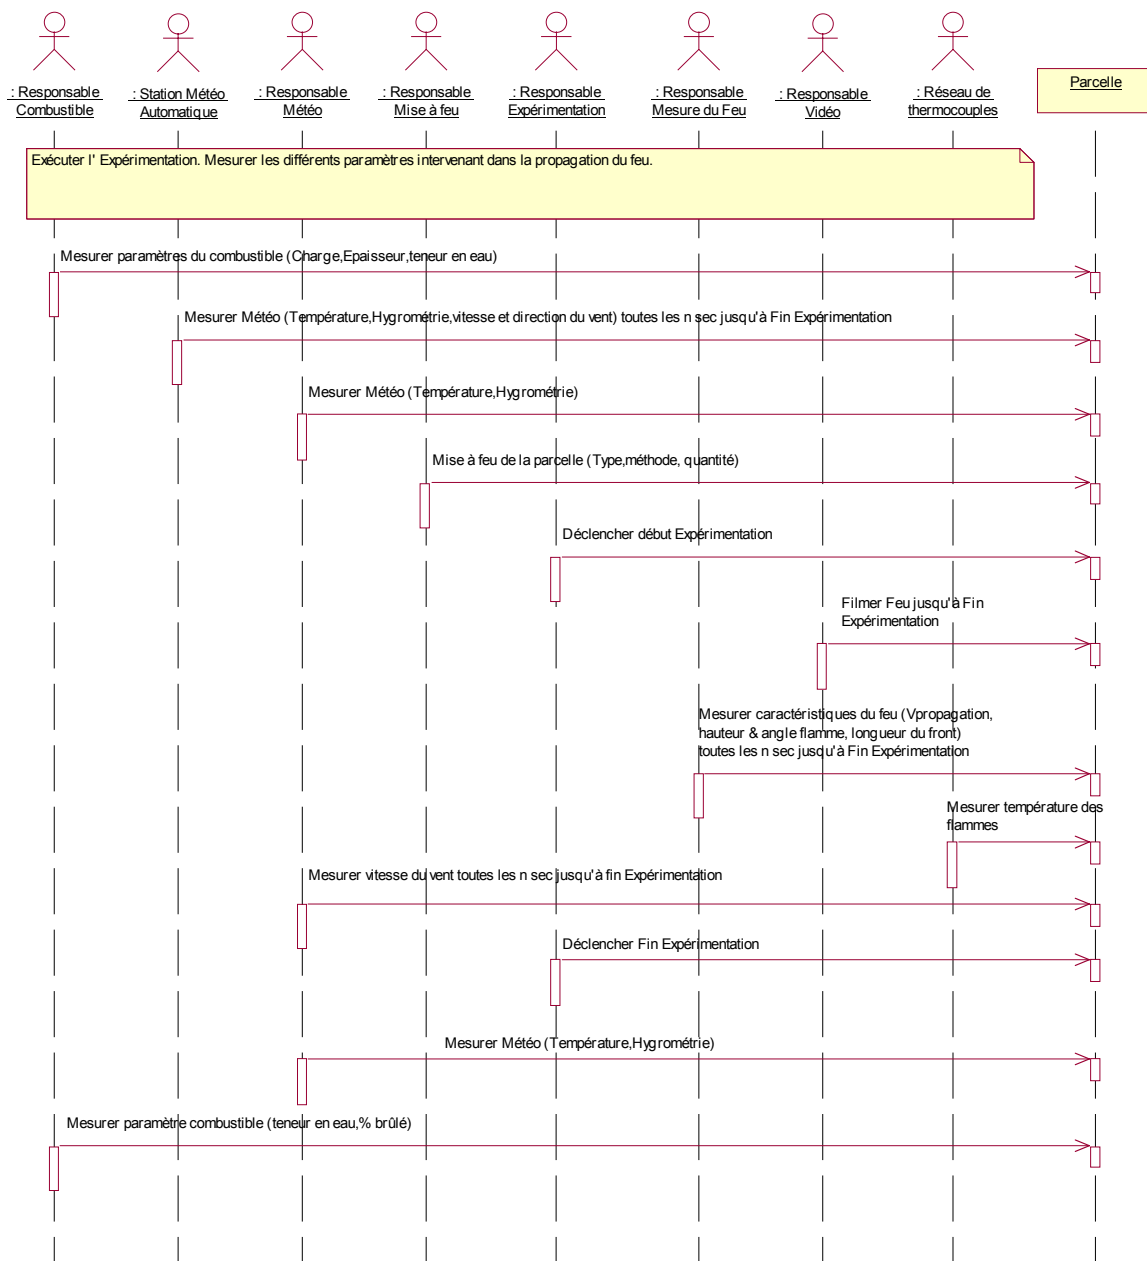 : Responsable
Combustible
: Station Météo
Automatique
: Responsable
Météo
: Responsable
Mise à feu
: Responsable
Expérimentation
: Responsable
Mesure du Feu
: Responsable
Vidéo
: Réseau de
thermocouples
Parcelle
Exécuter l' Expérimentation. Mesurer les différents paramètres intervenant dans la propagation du feu.
Mesurer paramètres du combustible (Charge,Epaisseur,teneur en eau)
Mesurer Météo (Température,Hygrométrie,vitesse et direction du vent) toutes les n sec jusqu'à Fin Expérimentation
Mesurer Météo (Température,Hygrométrie)
Mise à feu de la parcelle (Type,méthode, quantité)
Déclencher début Expérimentation
Filmer Feu jusqu'à Fin
Expérimentation
Mesurer caractéristiques du feu (Vpropagation,
hauteur & angle flamme, longueur du front)
toutes les n sec jusqu'à Fin Expérimentation
Mesurer température des
flammes
Mesurer vitesse du vent toutes les n sec jusqu'à fin Expérimentation
Déclencher Fin Expérimentation
Mesurer Météo (Température,Hygrométrie)
Mesurer paramètre combustible (teneur en eau,% brûlé)